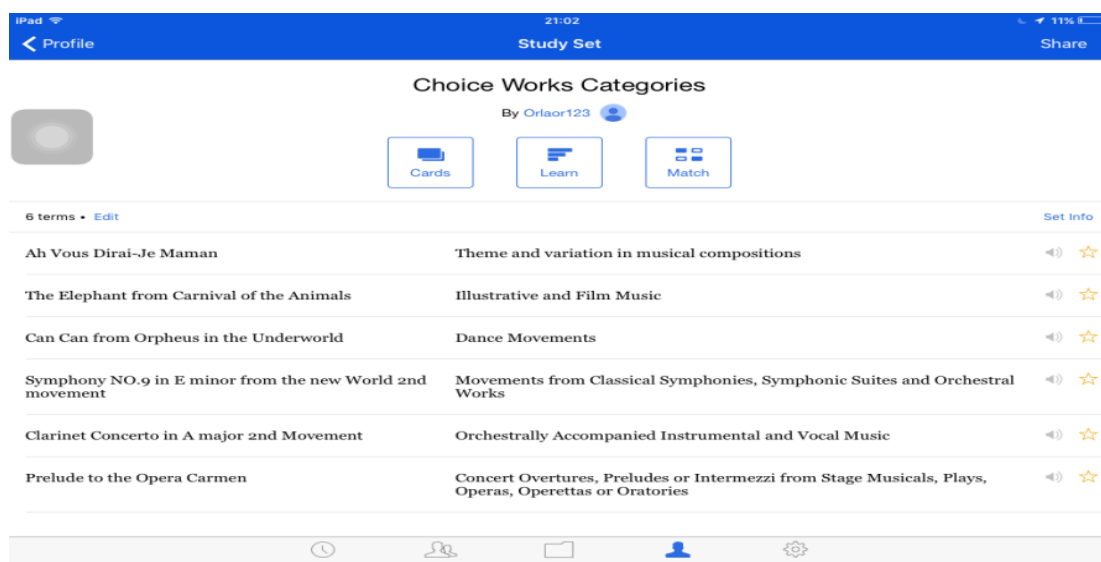 iPad 21:02 11%
Profile Study Set Share
Choice Works Categories
By Orlaor123
Cards Learn Match
6 terms • Edit Set Info
Ah Vous Dirai-Je Maman Theme and variation in musical compositions
The Elephant from Carnival of the Animals Illustrative and Film Music
Can Can from Orpheus in the Underworld Dance Movements
Symphony NO.9 in E minor from the new World 2nd
movement
Movements from Classical Symphonies, Symphonic Suites and Orchestral
Works
Clarinet Concerto in A major 2nd Movement Orchestrally Accompanied Instrumental and Vocal Music
Prelude to the Opera Carmen
Concert Overtures, Preludes or Intermezzi from Stage Musicals, Plays,
Operas, Operettas or Oratories